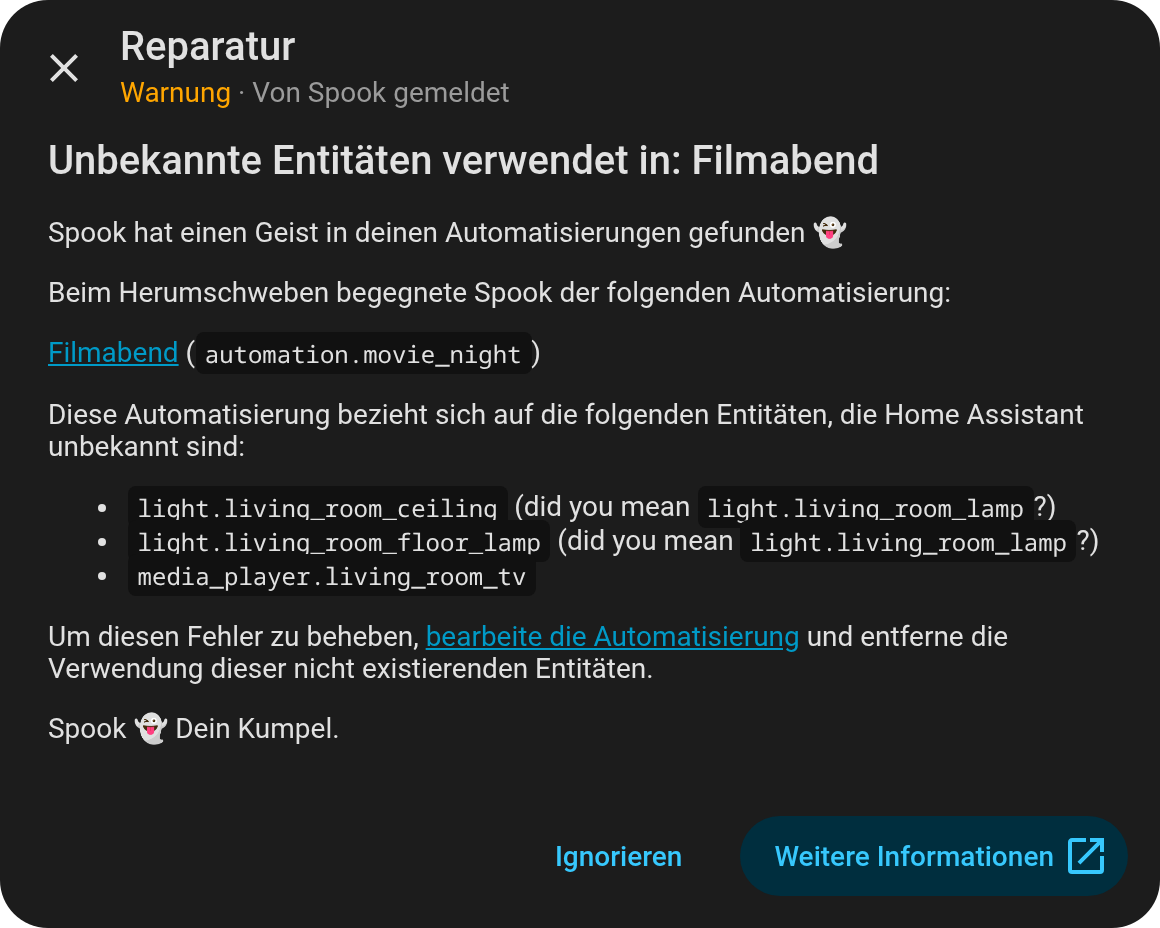 Reparatur
Warnung · Von Spook gemeldet
Unbekannte Entitäten verwendet in: Filmabend
Spook hat einen Geist in deinen Automatisierungen gefunden 👻
Beim Herumschweben begegnete Spook der folgenden Automatisierung:
Filmabend ( automation.movie_night )
Diese Automatisierung bezieht sich auf die folgenden Entitäten, die Home Assistant
unbekannt sind:
• light.living_room_ceiling (did you mean light.living_room_lamp ?)
• light.living_room_floor_lamp (did you mean light.living_room_lamp ?)
• media_player.living_room_tv
Um diesen Fehler zu beheben, bearbeite die Automatisierung und entferne die
Verwendung dieser nicht existierenden Entitäten.
Spook 👻 Dein Kumpel.
Ignorieren
Weitere Informationen